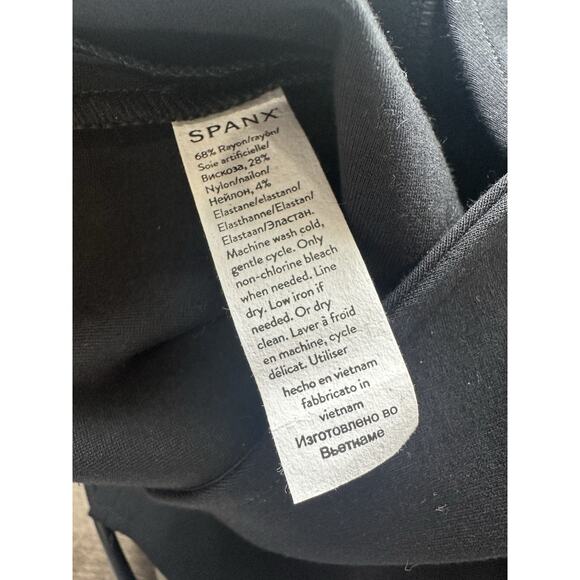 SPANX®
68% Rayon/rayón/
Soie artificielle/
Вискоза, 28%
Nylon/nailon/
Нейлон, 4%
Elastane/elastano/
Elasthanne/Elastan/
Elastaan/Эластан.
Machine wash cold,
gentle cycle. Only
non-chlorine bleach
when needed. Line
dry. Low iron if
needed. Or dry
clean. Laver à froid
en machine, cycle
délicat. Utiliser
hecho en vietnam
fabbricato in
vietnam
Изготовлено во
Вьетнаме